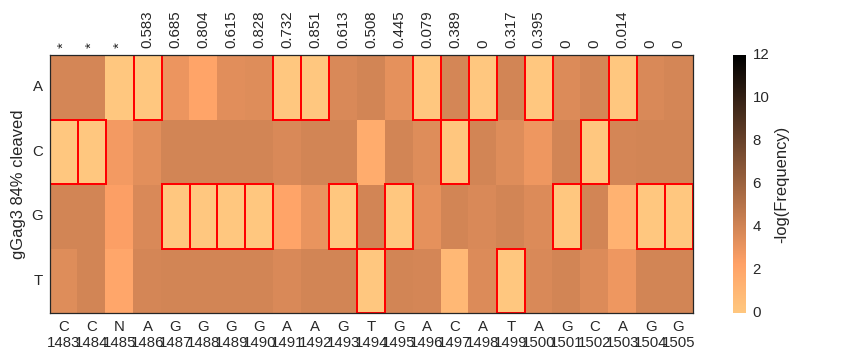 * * * 0.583 0.685 0.804 0.615 0.828 0.732 0.851 0.613 0.508 0.445 0.079 0.389 0 0.317 0.395 0 0 0.014 0 0
A
C
G
T
gGag3 84% cleaved
C C N A G G G G A A G T G A C A T A G C A G G
1483 1484 1485 1486 1487 1488 1489 1490 1491 1492 1493 1494 1495 1496 1497 1498 1499 1500 1501 1502 1503 1504 1505
12
10
8
6
4
2
0
-log(Frequency)